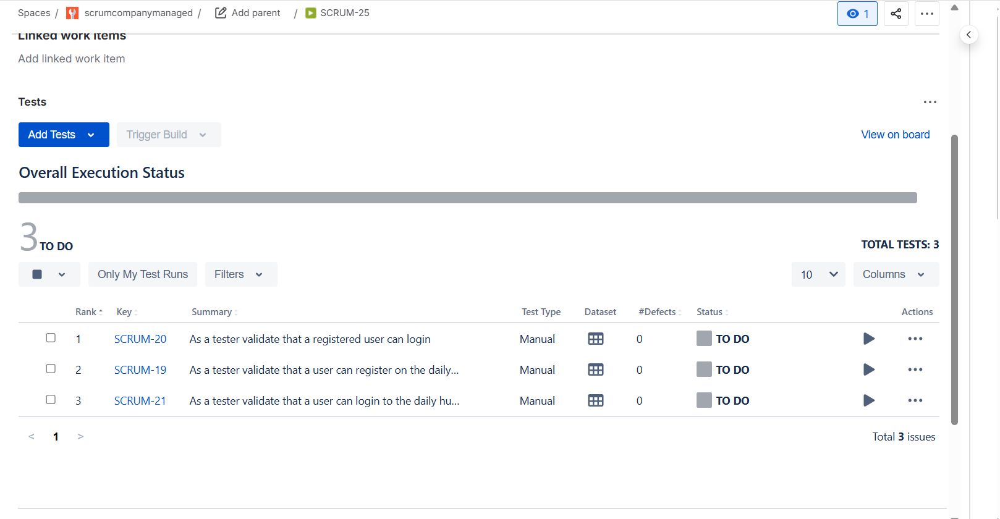 Spaces / scrumcompanymanaged / Add parent / SCRUM-25
1
Linked work items
Add linked work item
Tests
Add Tests Trigger Build View on board
Overall Execution Status
3 TO DO TOTAL TESTS: 3
Only My Test Runs Filters 10 Columns
Rank Key Summary Test Type Dataset #Defects Status Actions
1 SCRUM-20 As a tester validate that a registered user can login Manual 0 TO DO
2 SCRUM-19 As a tester validate that a user can register on the daily... Manual 0 TO DO
3 SCRUM-21 As a tester validate that a user can login to the daily hu... Manual 0 TO DO
< 1 > Total 3 issues